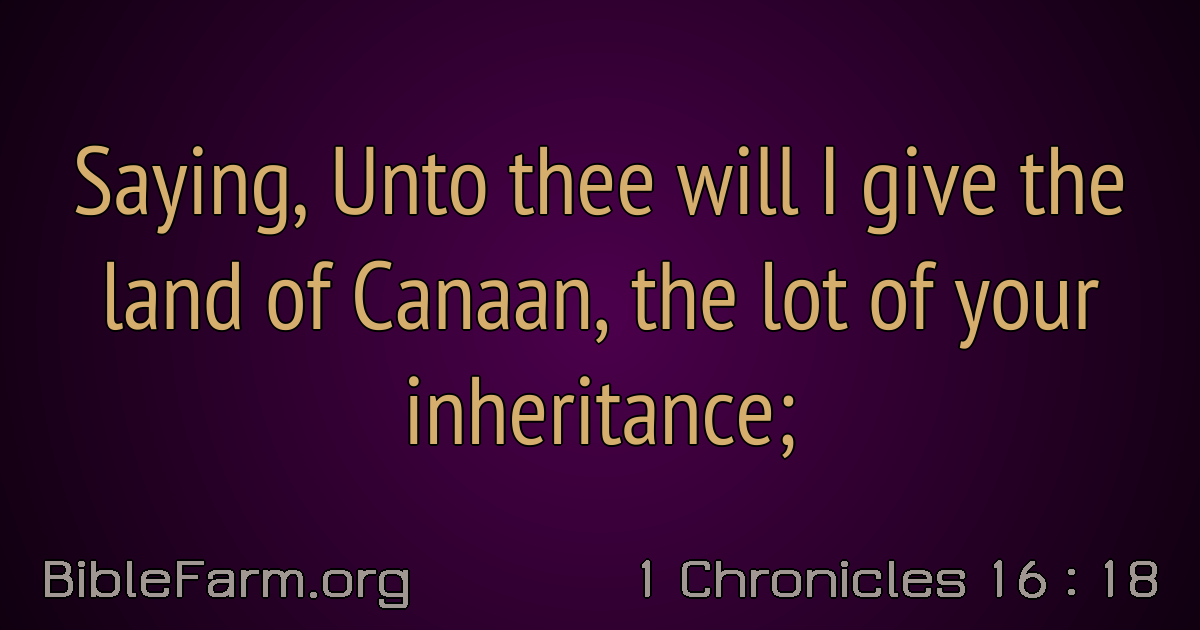 Saying, Unto thee will I give the
land of Canaan, the lot of your
inheritance;
BibleFarm.org
1 Chronicles 16 : 18